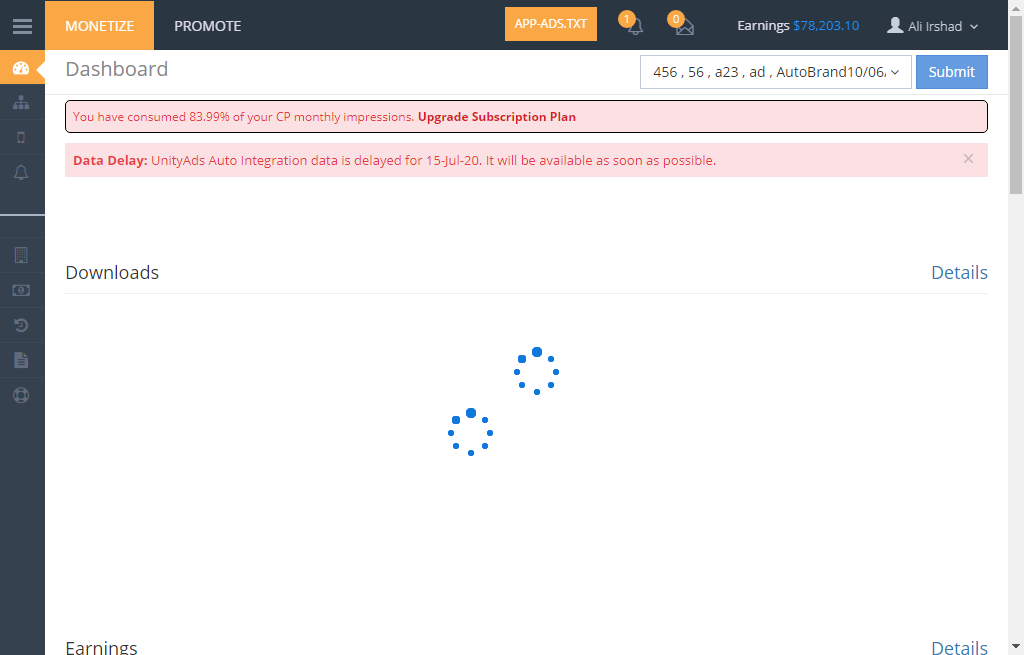 MONETIZE
PROMOTE
APP-ADS.TXT
1
0
Earnings $78,203.10
Ali Irshad
Dashboard
456 , 56 , a23 , ad , AutoBrand10/06/
Submit
You have consumed 83.99% of your CP monthly impressions. Upgrade Subscription Plan
Data Delay: UnityAds Auto Integration data is delayed for 15-Jul-20. It will be available as soon as possible.
Downloads
Details
Earnings
Details